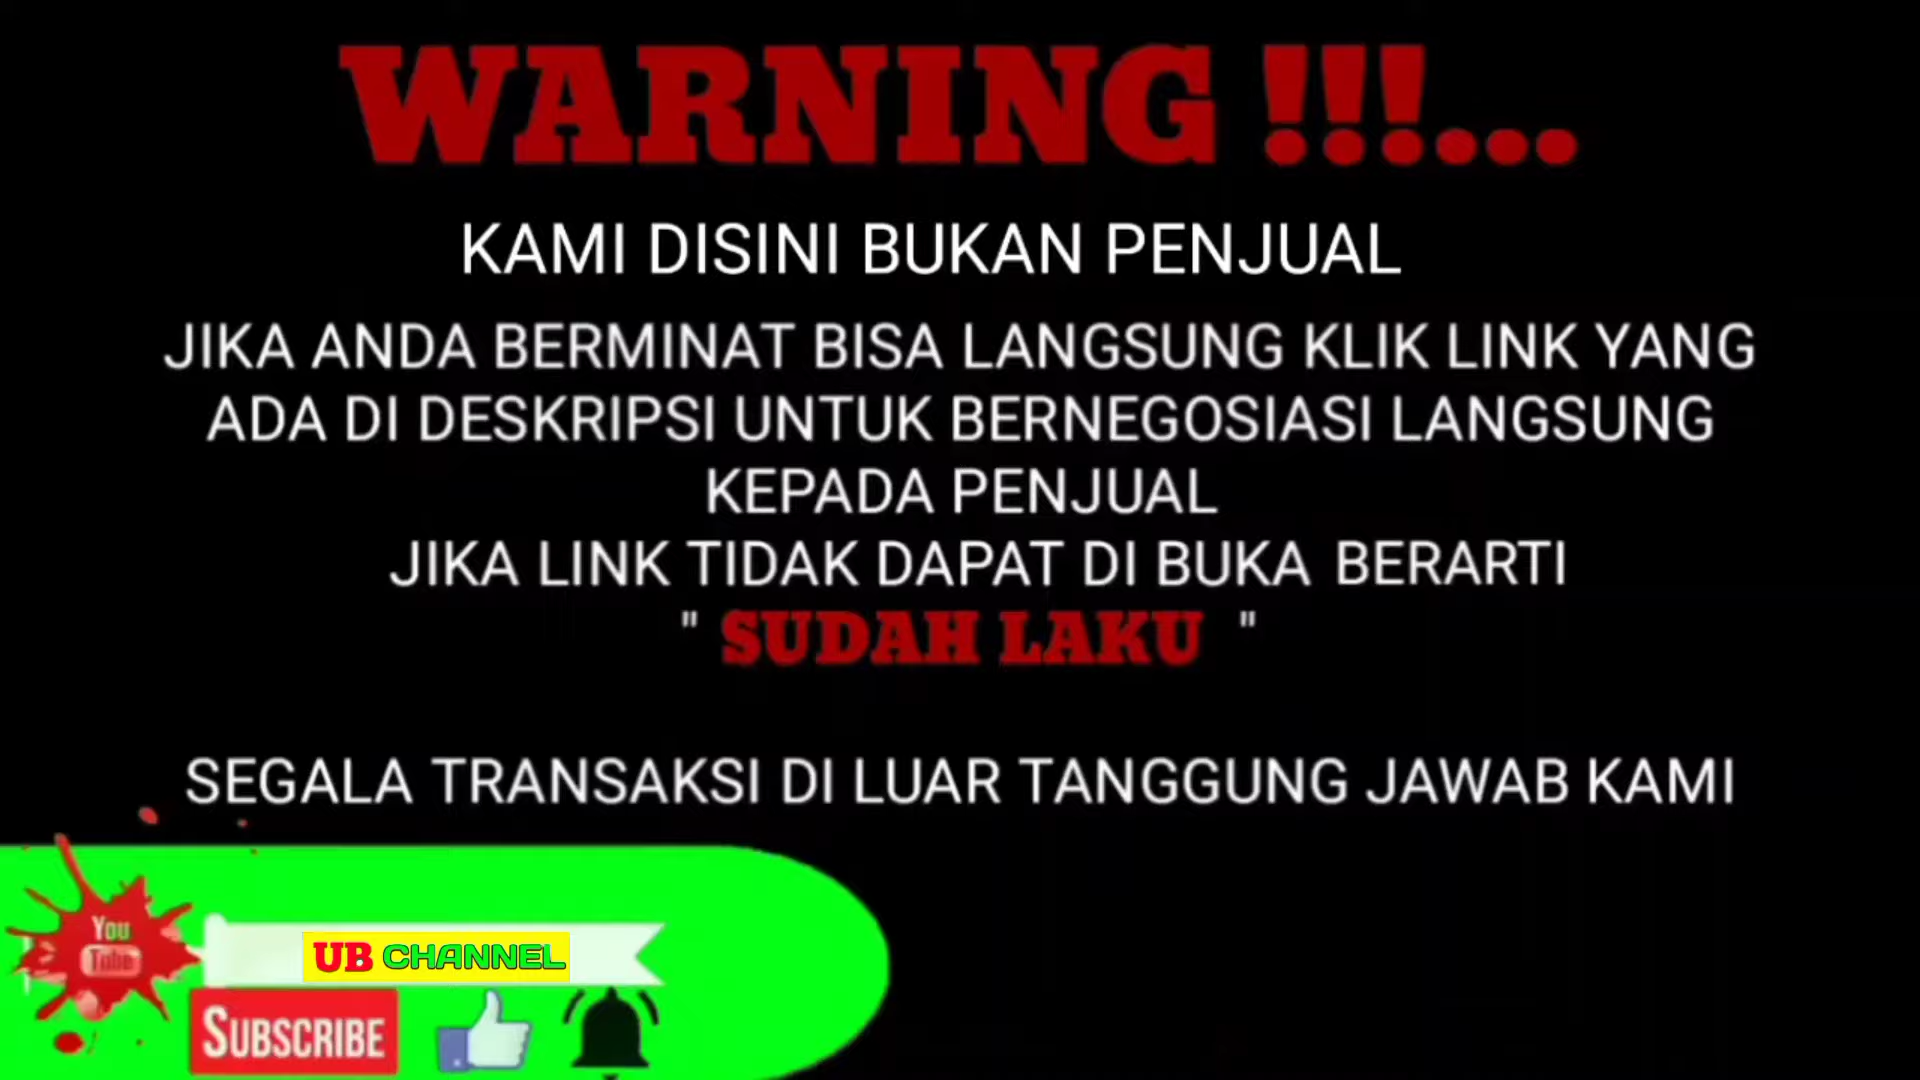 WARNING !!!...
KAMI DISINI BUKAN PENJUAL
JIKA ANDA BERMINAT BISA LANGSUNG KLIK LINK YANG
ADA DI DESKRIPSI UNTUK BERNEGOSIASI LANGSUNG
KEPADA PENJUAL
JIKA LINK TIDAK DAPAT DI BUKA BERARTI
" SUDAH LAKU "
SEGALA TRANSAKSI DI LUAR TANGGUNG JAWAB KAMI
You
Tube
UB CHANNEL
SUBSCRIBE